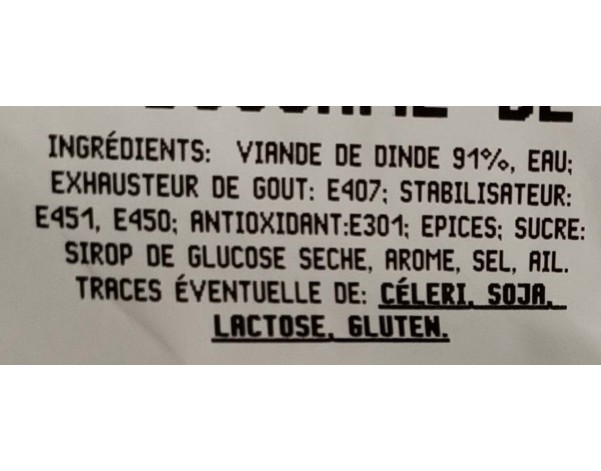 INGRÉDIENTS: VIANDE DE DINDE 91%, EAU;
EXHAUSTEUR DE GOUT: E407; STABILISATEUR:
E451, E450; ANTIOXIDANT:E301; EPICES; SUCRE:
SIROP DE GLUCOSE SECHE, AROME, SEL, AIL.
TRACES ÉVENTUELLE DE: CÉLERI, SOJA,
LACTOSE, GLUTEN.